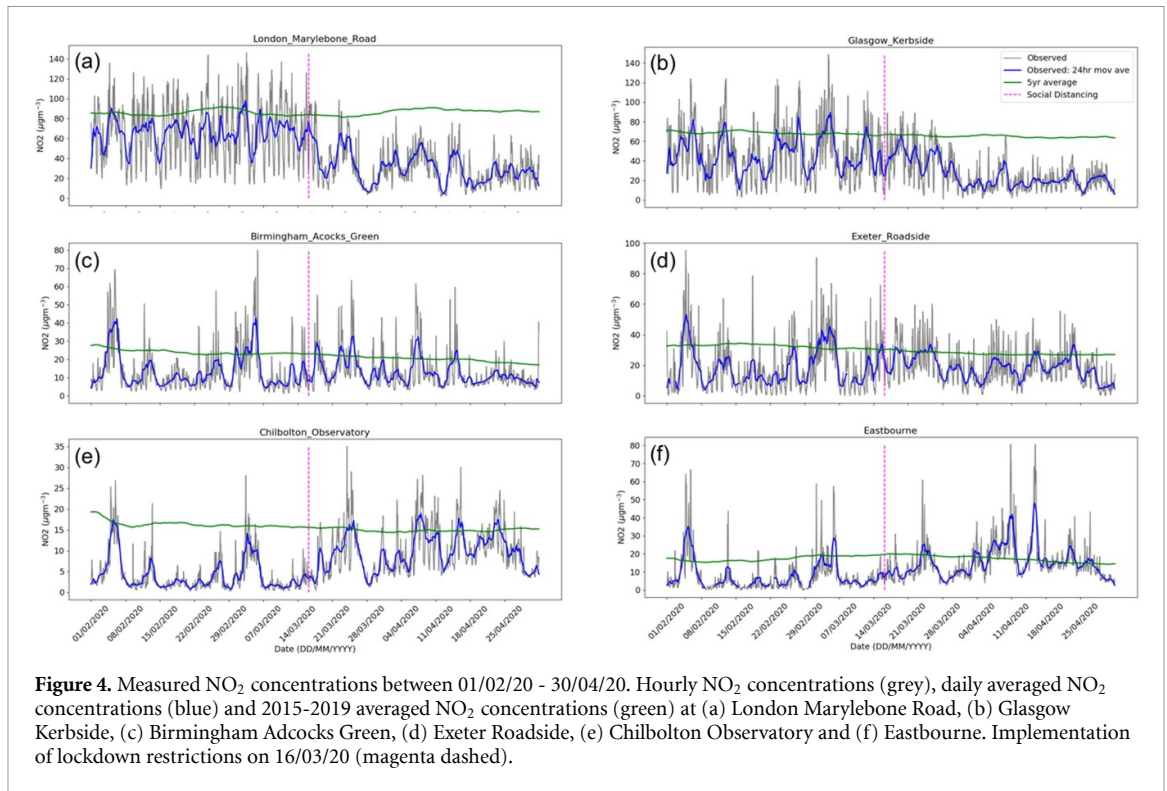 London_Marylebone_Road
(a)
NO2 (μgm⁻³)
140
120
100
80
60
40
20
0
Glasgow_Kerbside
(b)
Observed
Observed: 24hr mov ave
5yr average
Social Distancing
NO2 (μgm⁻³)
140
120
100
80
60
40
20
0
Birmingham_Acocks_Green
(c)
NO2 (μgm⁻³)
80
70
60
50
40
30
20
10
0
Exeter_Roadside
(d)
NO2 (μgm⁻³)
100
80
60
40
20
0
Chilbolton_Observatory
(e)
NO2 (μgm⁻³)
35
30
25
20
15
10
5
0
01/02/2020
08/02/2020
15/02/2020
22/02/2020
29/02/2020
07/03/2020
14/03/2020
21/03/2020
28/03/2020
04/04/2020
11/04/2020
18/04/2020
25/04/2020
Date (DD/MM/YYYY)
Eastbourne
(f)
NO2 (μgm⁻³)
80
70
60
50
40
30
20
10
0
01/02/2020
08/02/2020
15/02/2020
22/02/2020
29/02/2020
07/03/2020
14/03/2020
21/03/2020
28/03/2020
04/04/2020
11/04/2020
18/04/2020
25/04/2020
Date (DD/MM/YYYY)
Figure 4. Measured NO₂ concentrations between 01/02/20 - 30/04/20. Hourly NO₂ concentrations (grey), daily averaged NO₂
concentrations (blue) and 2015-2019 averaged NO₂ concentrations (green) at (a) London Marylebone Road, (b) Glasgow
Kerbside, (c) Birmingham Adcocks Green, (d) Exeter Roadside, (e) Chilbolton Observatory and (f) Eastbourne. Implementation
of lockdown restrictions on 16/03/20 (magenta dashed).